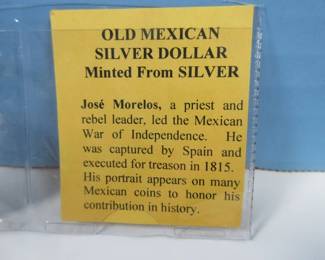 OLD MEXICAN
SILVER DOLLAR
Minted From SILVER
José Morelos, a priest and
rebel leader, led the Mexican
War of Independence. He
was captured by Spain and
executed for treason in 1815.
His portrait appears on many
Mexican coins to honor his
contribution in history.